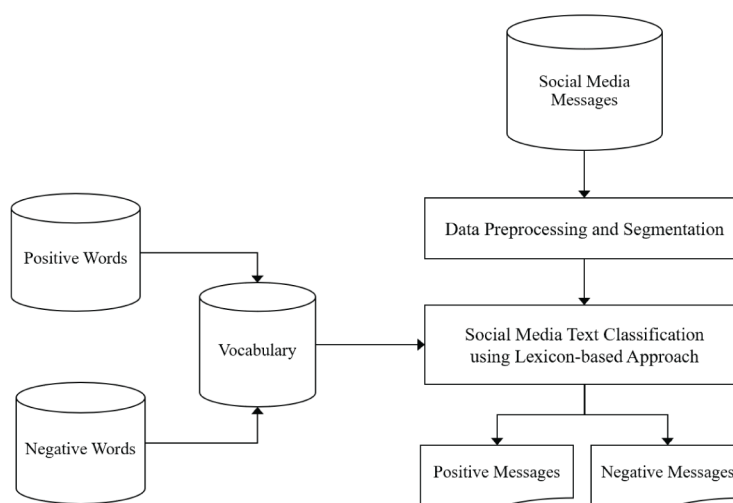 Social Media
Messages
Data Preprocessing and Segmentation
Positive Words
Vocabulary
Social Media Text Classification
using Lexicon-based Approach
Negative Words
Positive Messages
Negative Messages